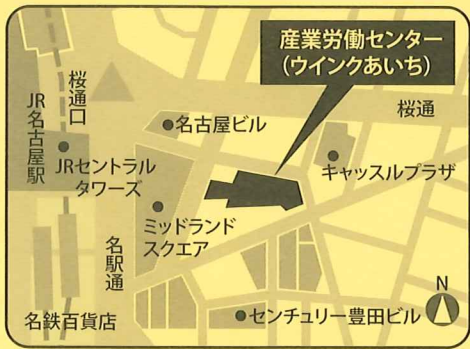 産業労働センター
(ウインクあいち)
桜通口
JR名古屋駅
桜通
名古屋ビル
JRセントラル
タワーズ
キャッスルプラザ
ミッドランド
スクエア
名駅通
N
名鉄百貨店
センチュリー豊田ビル